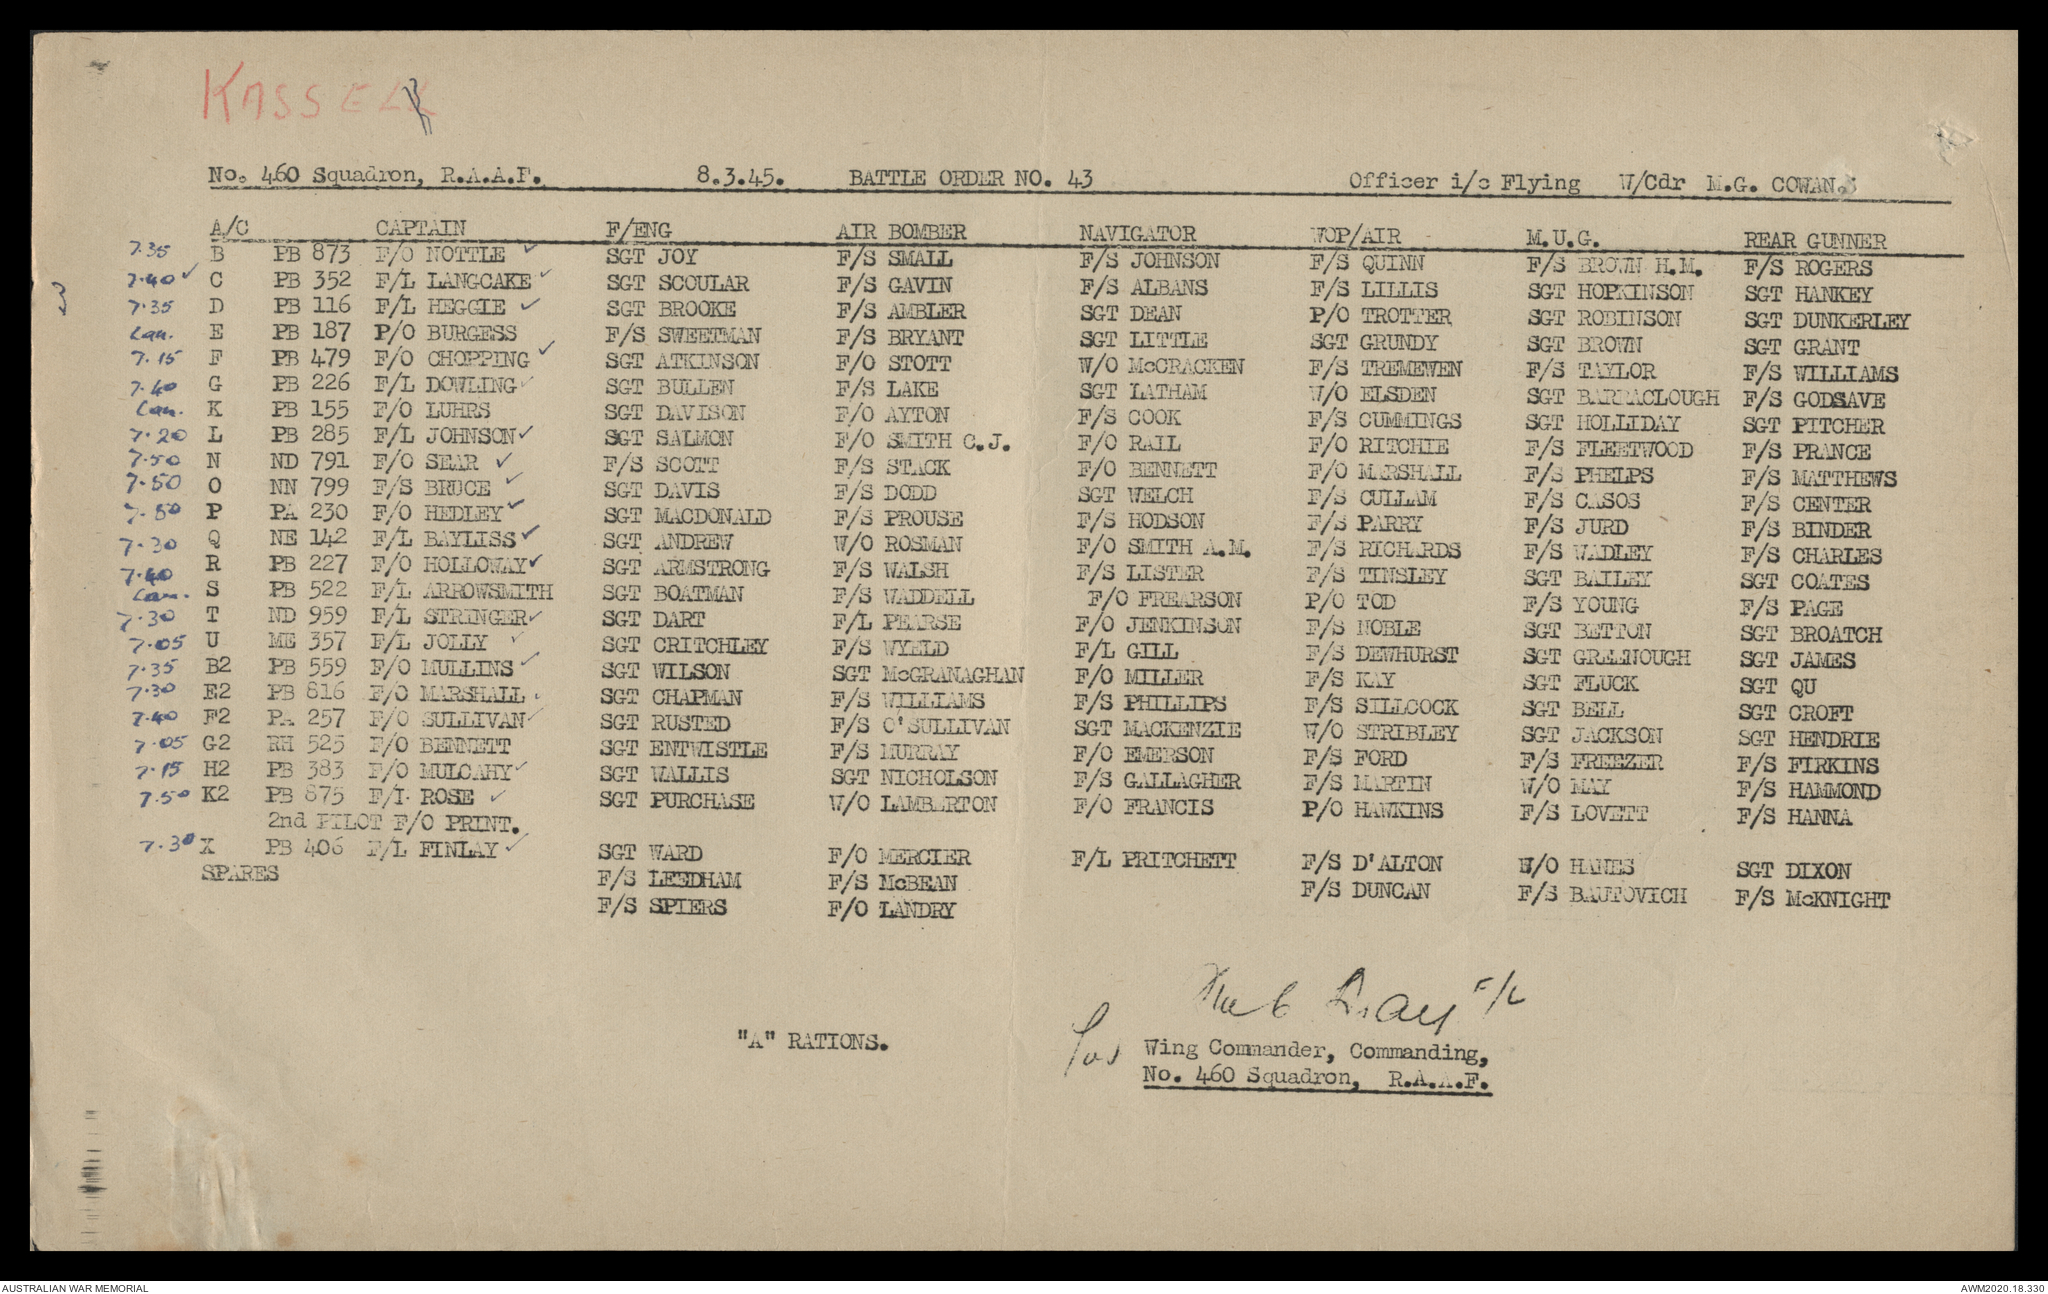 KASSEL
No. 460 Squadron, R.A.A.F. 8.3.45. BATTLE ORDER NO. 43 Officer i/c Flying W/Cdr M.G. COWAN.
A/C CAPTAIN F/ENG AIR BOMBER NAVIGATOR WOP/AIR M.U.G. REAR GUNNER
7.35 B PB 873 F/O NOTTLE ✓ SGT JOY F/S SMALL F/S JOHNSON F/S QUINN F/S BROWN H.M. F/S ROGERS
7.40 ✓ C PB 352 F/L LANGCAKE ✓ SGT SCOULAR F/S GAVIN F/S ALBANS F/S LILLIS SGT HOPKINSON SGT HANKEY
7.35 D PB 116 F/L HEGGIE ✓ SGT BROOKE F/S AMBLER SGT DEAN P/O TROTTER SGT ROBINSON SGT DUNKERLEY
Can. E PB 187 P/O BURGESS F/S SWEETMAN F/S BRYANT SGT LITTLE SGT GRUNDY SGT BROWN SGT GRANT
7.15 F PB 479 F/O CHOPPING ✓ SGT ATKINSON F/O STOTT W/O McCRACKEN F/S TREMEWEN F/S TAYLOR F/S WILLIAMS
7.40 G PB 226 F/L DOWLING ✓ SGT BULLEN F/S LAKE SGT LATHAM W/O ELSDEN SGT BARRACLOUGH F/S GODSAVE
Can. K PB 155 F/O LUHRS SGT DAVISON F/O AYTON F/S COOK F/S CUMMINGS SGT HOLLIDAY SGT PITCHER
7.20 L PB 285 F/L JOHNSON ✓ SGT SALMON F/O SMITH C.J. F/O RAIL F/O RITCHIE F/S FLEETWOOD F/S PRANCE
7.50 N ND 791 F/O SEAR ✓ F/S SCOTT F/S STACK F/O BENNETT F/O MARSHALL F/S PHELPS F/S MATTHEWS
7.50 O NN 799 F/S BRUCE ✓ SGT DAVIS F/S DODD SGT WELCH F/S CULLAM F/S CASOS F/S CENTER
7.50 P PA 230 F/O HEDLEY ✓ SGT MACDONALD F/S PROUSE F/S HODSON F/S PARRY F/S JURD F/S BINDER
7.30 Q NE 142 F/L BAYLISS ✓ SGT ANDREW W/O ROSMAN F/O SMITH A.M. F/S RICHARDS F/S WADLEY F/S CHARLES
7.40 R PB 227 F/O HOLLOWAY ✓ SGT ARMSTRONG F/S WALSH F/S LISTER F/S TINSLEY SGT BAILEY SGT COATES
Can. S PB 522 F/L ARROWSMITH SGT BOATMAN F/S WADDELL F/O FREARSON P/O TOD F/S YOUNG F/S PAGE
7.30 T ND 959 F/L STRINGER ✓ SGT DART F/L PEARSE F/O JENKINSON F/S NOBLE SGT BETTON SGT BROATCH
7.05 U ME 357 F/L JOLLY ✓ SGT CRITCHLEY F/S WYELD F/L GILL F/S DEWHURST SGT GREENOUGH SGT JAMES
7.35 B2 PB 559 F/O MULLINS ✓ SGT WILSON SGT McGRANAGHAN F/O MILLER F/S KAY SGT FLUCK SGT QU
7.30 E2 PB 816 F/O MARSHALL ✓ SGT CHAPMAN F/S WILLIAMS F/S PHILLIPS F/S SILLCOCK SGT BELL SGT CROFT
7.40 F2 PA 257 F/O SULLIVAN ✓ SGT RUSTED F/S O'SULLIVAN SGT MACKENZIE W/O STRIBLEY SGT JACKSON SGT HENDRIE
7.05 G2 RH 525 F/O BENNETT SGT ENTWISTLE F/S MURRAY F/O EMERSON F/S FORD F/S FREEZER F/S FIRKINS
7.15 H2 PB 383 F/O MULCAHY ✓ SGT WALLIS SGT NICHOLSON F/S GALLAGHER F/S MARTIN W/O MAY F/S HAMMOND
7.50 K2 PB 875 F/L ROSE ✓ SGT PURCHASE W/O LAMBERTON F/O FRANCIS P/O HAWKINS F/S LOVETT F/S HANNA
2nd PILOT F/O PRINT.
7.30 X PB 406 F/L FINLAY ✓ SGT WARD F/O MERCIER F/L PRITCHETT F/S D'ALTON W/O HANES SGT DIXON
SPARES F/S LEEDHAM F/S McBEAN F/S DUNCAN F/S BAUTOVICH F/S McKNIGHT
F/S SPIERS F/O LANDRY
F/L
"A" RATIONS.
for Wing Commander, Commanding,
No. 460 Squadron, R.A.A.F.
AUSTRALIAN WAR MEMORIAL
AWM2020.18.330